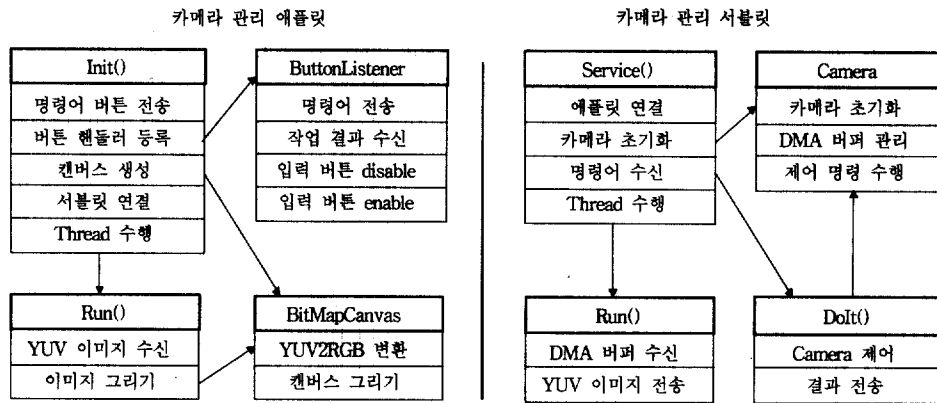 카메라 관리 애플릿
Init()
명령어 버튼 전송
버튼 핸들러 등록
캔버스 생성
서블릿 연결
Thread 수행
ButtonListener
명령어 전송
작업 결과 수신
입력 버튼 disable
입력 버튼 enable
Run()
YUV 이미지 수신
이미지 그리기
BitMapCanvas
YUV2RGB 변환
캔버스 그리기
카메라 관리 서블릿
Service()
애플릿 연결
카메라 초기화
명령어 수신
Thread 수행
Camera
카메라 초기화
DMA 버퍼 관리
제어 명령 수행
Run()
DMA 버퍼 수신
YUV 이미지 전송
DoIt()
Camera 제어
결과 전송